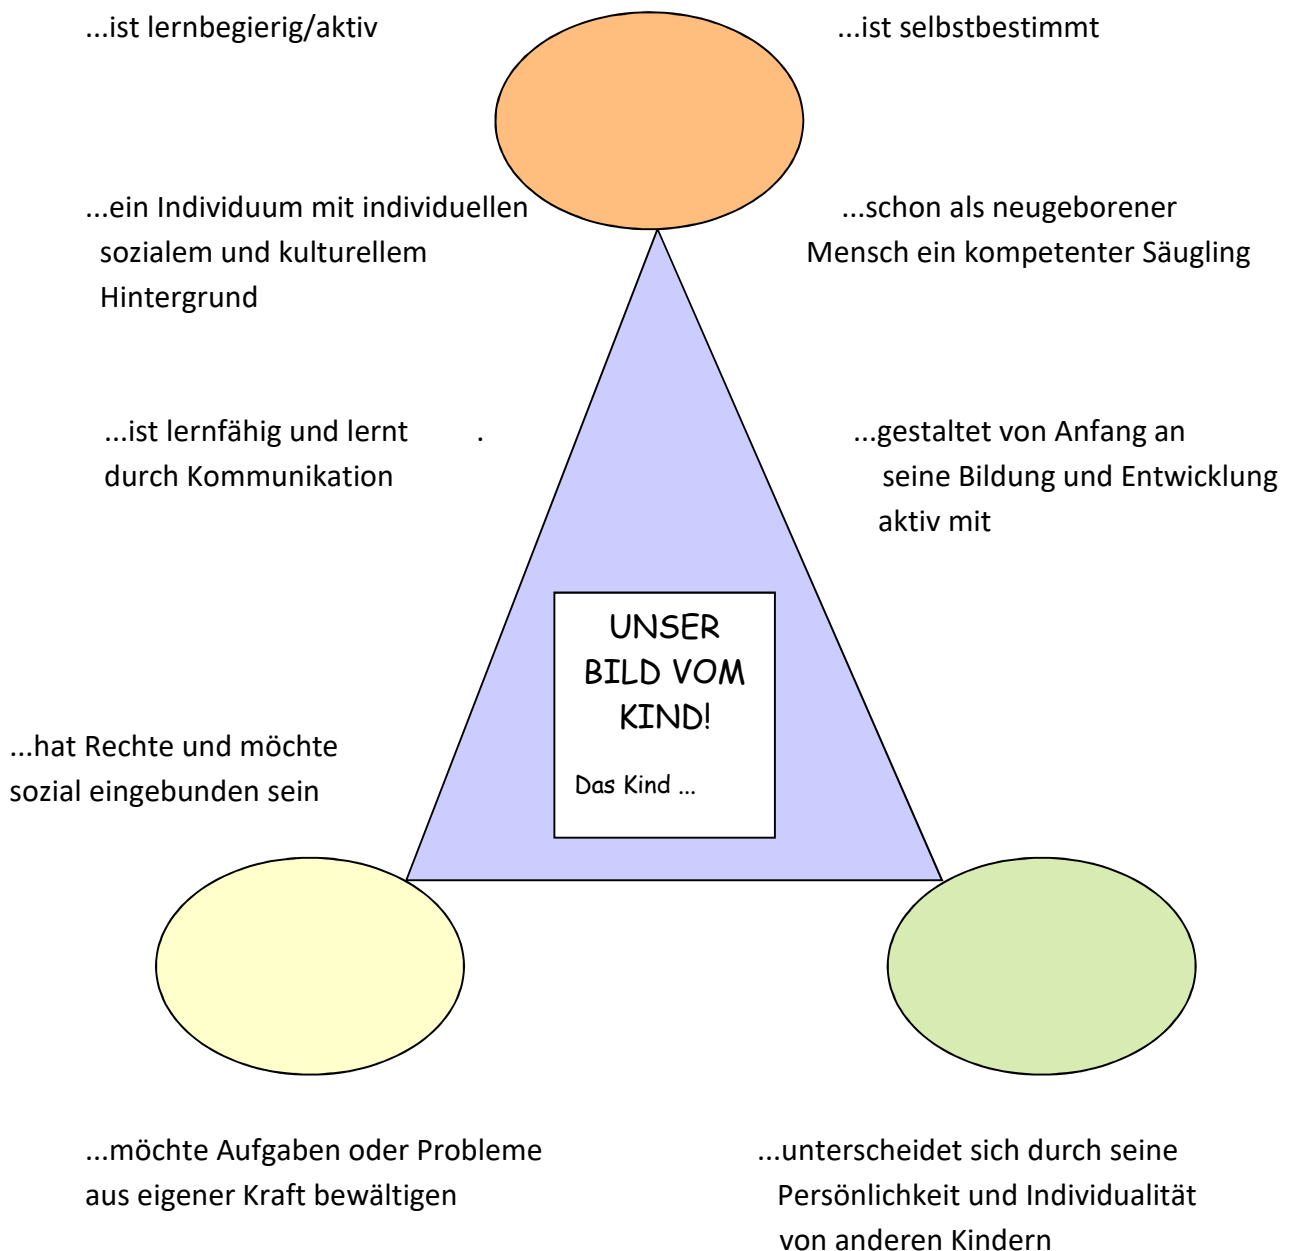 ...ist lernbegierig/aktiv
...ist selbstbestimmt
...ein Individuum mit individuellen
sozialem und kulturellem
Hintergrund
...schon als neugeborener
Mensch ein kompetenter Säugling
...ist lernfähig und lernt .
durch Kommunikation
...gestaltet von Anfang an
seine Bildung und Entwicklung
aktiv mit
UNSER
BILD VOM
KIND!
Das Kind ...
...hat Rechte und möchte
sozial eingebunden sein
...möchte Aufgaben oder Probleme
aus eigener Kraft bewältigen
...unterscheidet sich durch seine
Persönlichkeit und Individualität
von anderen Kindern